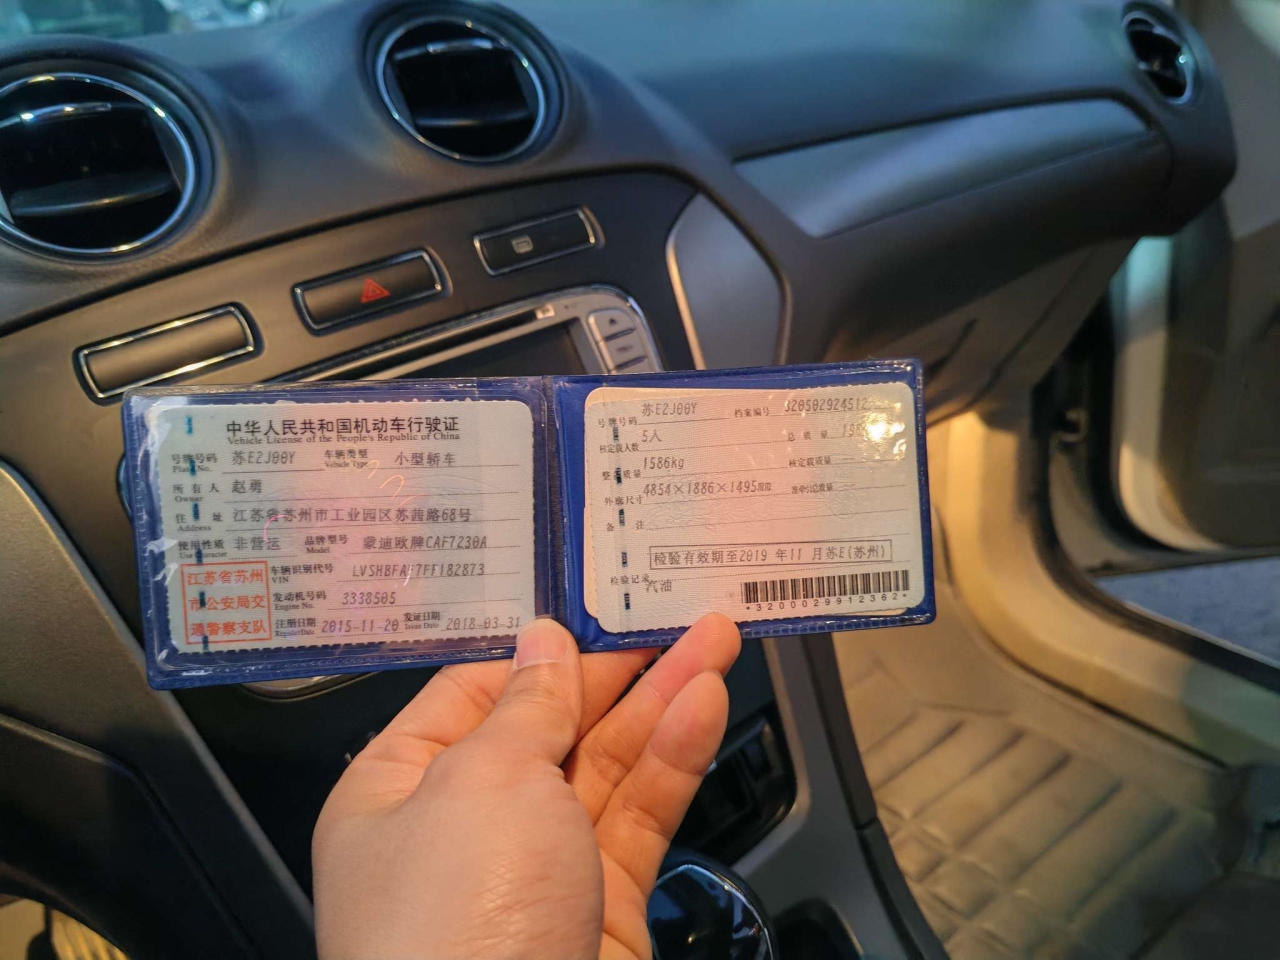 中华人民共和国机动车行驶证
Vehicle License of the People's Republic of China
号牌号码 苏E2J00Y 车辆类型 小型轿车
Plate No. Vehicle Type
所有人 赵勇
Owner
住址 江苏省苏州市工业园区苏茜路68号
Address
使用性质 非营运 品牌型号 蒙迪欧牌CAF7230A
Use Character Model
江苏省苏州
市公安局交
通警察支队
车辆识别代号
VIN
发动机号码 3338505
Engine No.
注册日期 2015-11-20 发证日期 2018-03-31
Register Date Issue Date
号牌号码 苏E2J00Y 档案编号
核定载人数 5人 总质量
整备质量 1586kg 核定载质量
外廓尺寸 4854×1886×1495 准牵引总质量
备注
检验有效期至2019年11月苏E(苏州)
检验记录
汽油
*3200029912362*